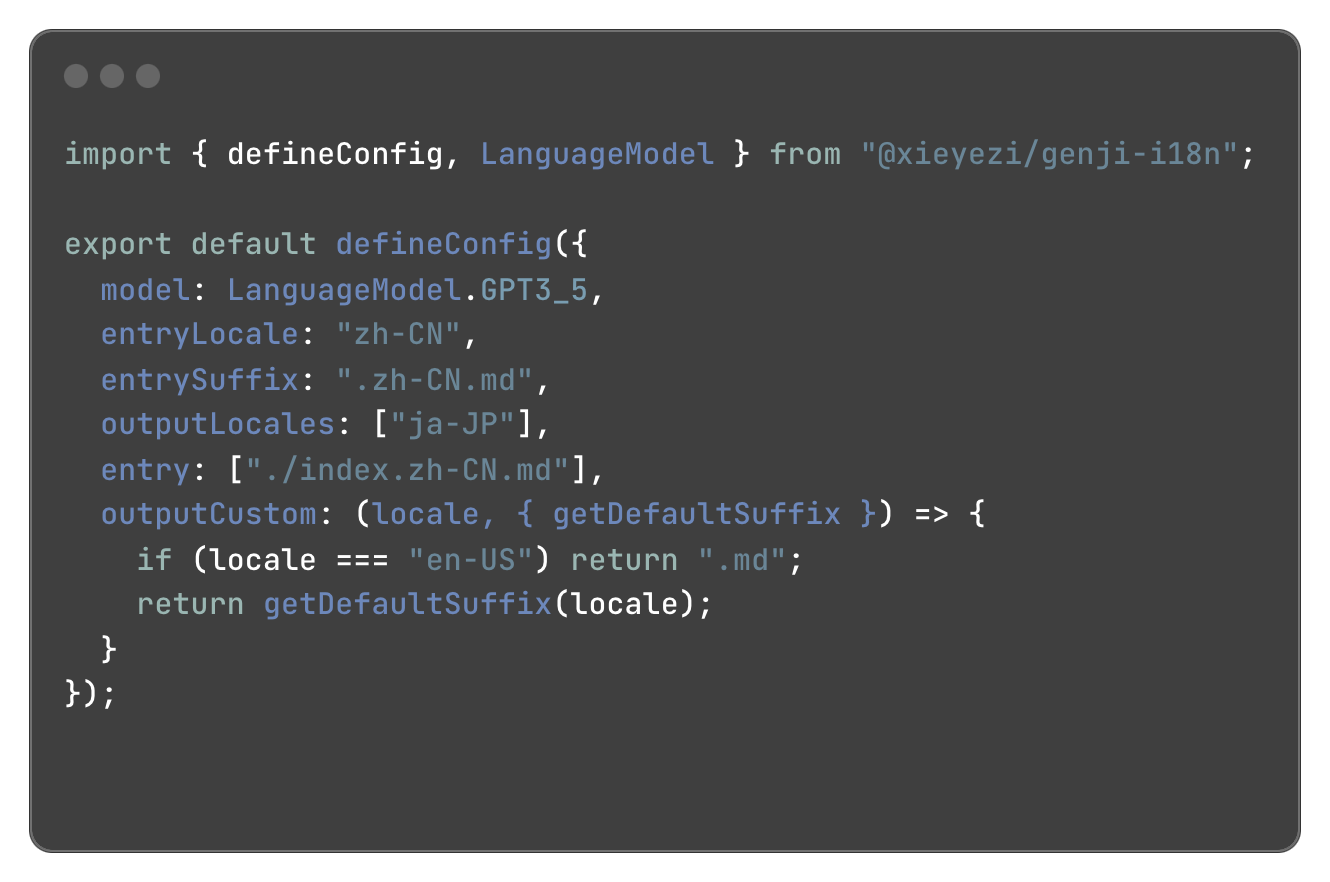 import { defineConfig, LanguageModel } from "@xieyezi/genji-i18n";
export default defineConfig({
  model: LanguageModel.GPT3_5,
  entryLocale: "zh-CN",
  entrySuffix: ".zh-CN.md",
  outputLocales: ["ja-JP"],
  entry: ["./index.zh-CN.md"],
  outputCustom: (locale, { getDefaultSuffix }) => {
    if (locale === "en-US") return ".md";
    return getDefaultSuffix(locale);
  }
});